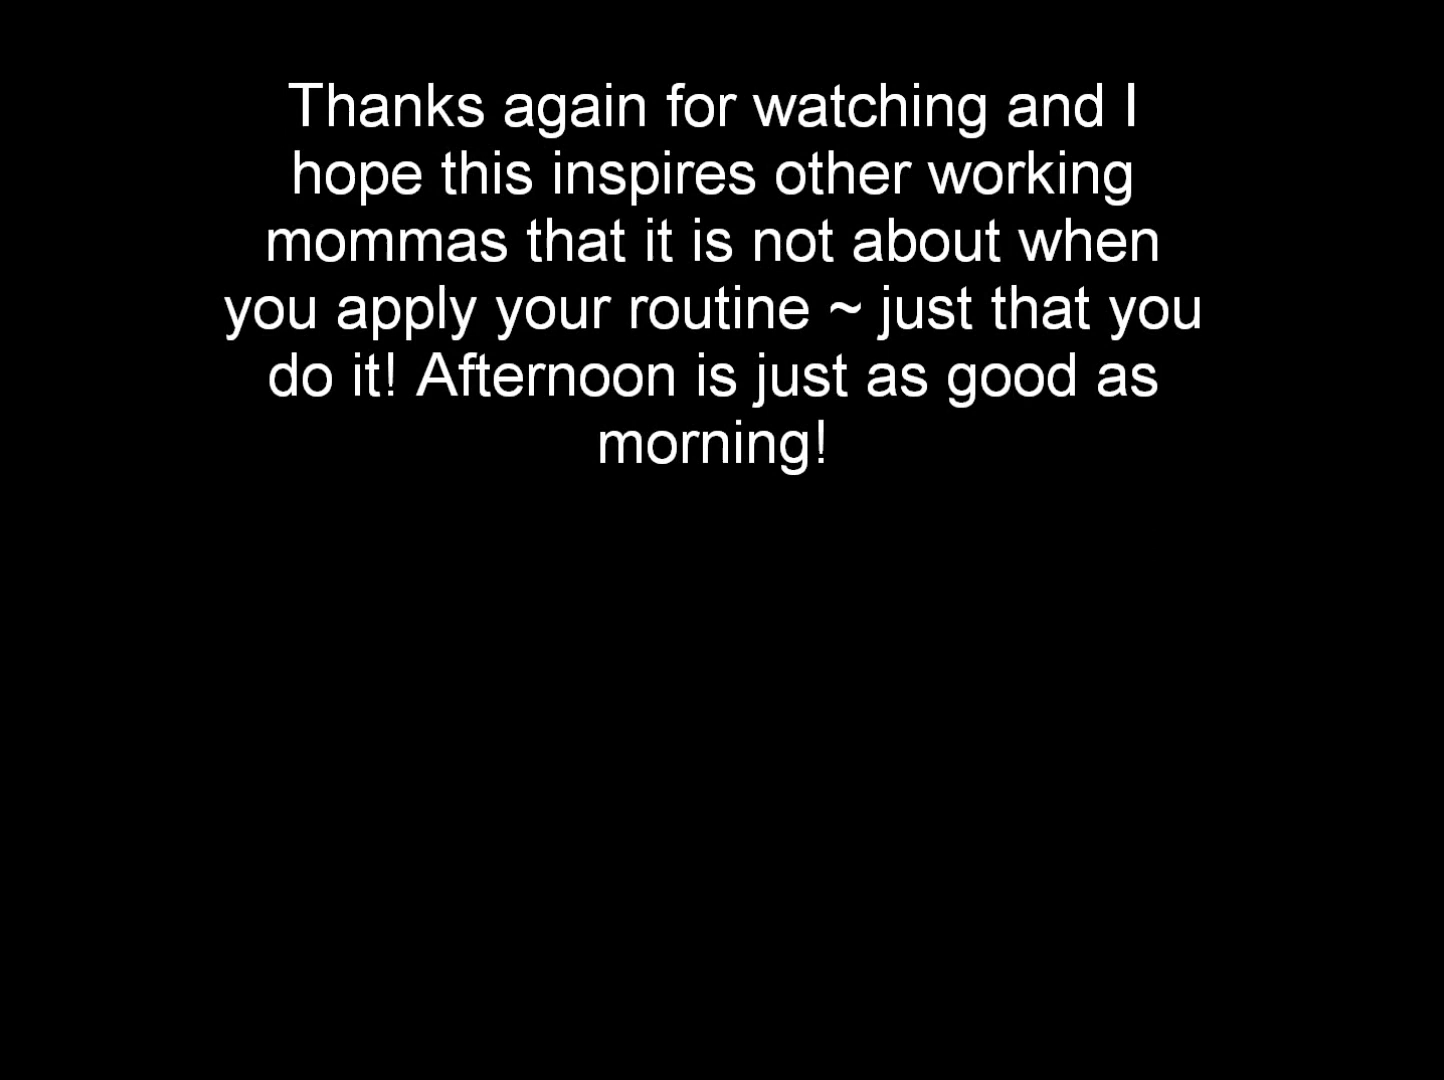 Thanks again for watching and I
hope this inspires other working
mommas that it is not about when
you apply your routine ~ just that you
do it! Afternoon is just as good as
morning!